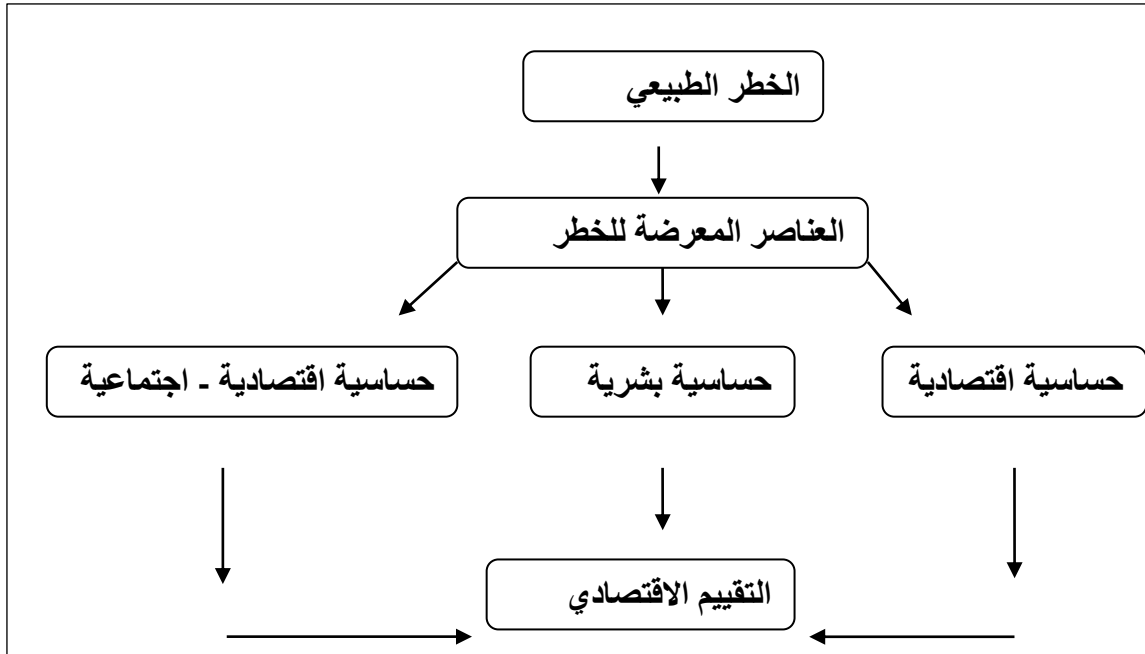 الخطر الطبيعي
العناصر المعرضة للخطر
حساسية اقتصادية
حساسية بشرية
حساسية اقتصادية - اجتماعية
التقييم الاقتصادي